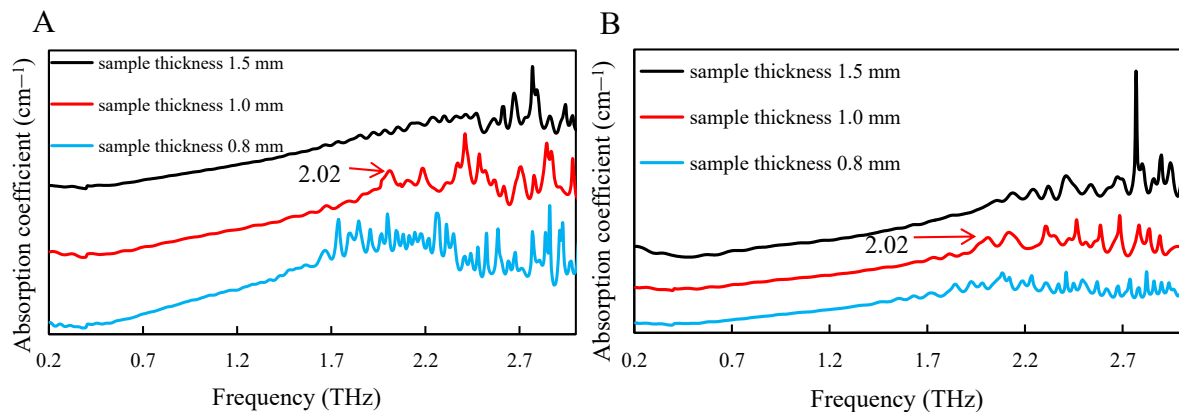 A
Absorption coefficient (cm⁻¹)
sample thickness 1.5 mm
sample thickness 1.0 mm
sample thickness 0.8 mm
2.02
0.2 0.7 1.2 1.7 2.2 2.7
Frequency (THz)
B
Absorption coefficient (cm⁻¹)
sample thickness 1.5 mm
sample thickness 1.0 mm
sample thickness 0.8 mm
2.02
0.2 0.7 1.2 1.7 2.2 2.7
Frequency (THz)